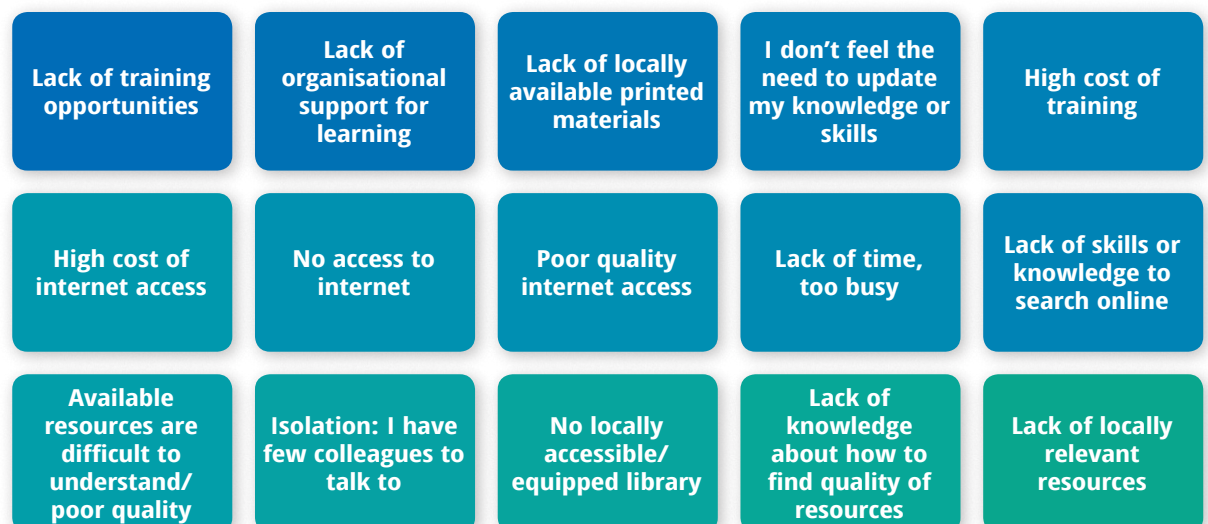 Lack of training
opportunities
Lack of
organisational
support for
learning
Lack of locally
available printed
materials
I don’t feel the
need to update
my knowledge or
skills
High cost of
training
High cost of
internet access
No access to
internet
Poor quality
internet access
Lack of time,
too busy
Lack of skills or
knowledge to
search online
Available
resources are
difficult to
understand/
poor quality
Isolation: I have
few colleagues to
talk to
No locally
accessible/
equipped library
Lack of
knowledge
about how to
find quality of
resources
Lack of locally
relevant
resources